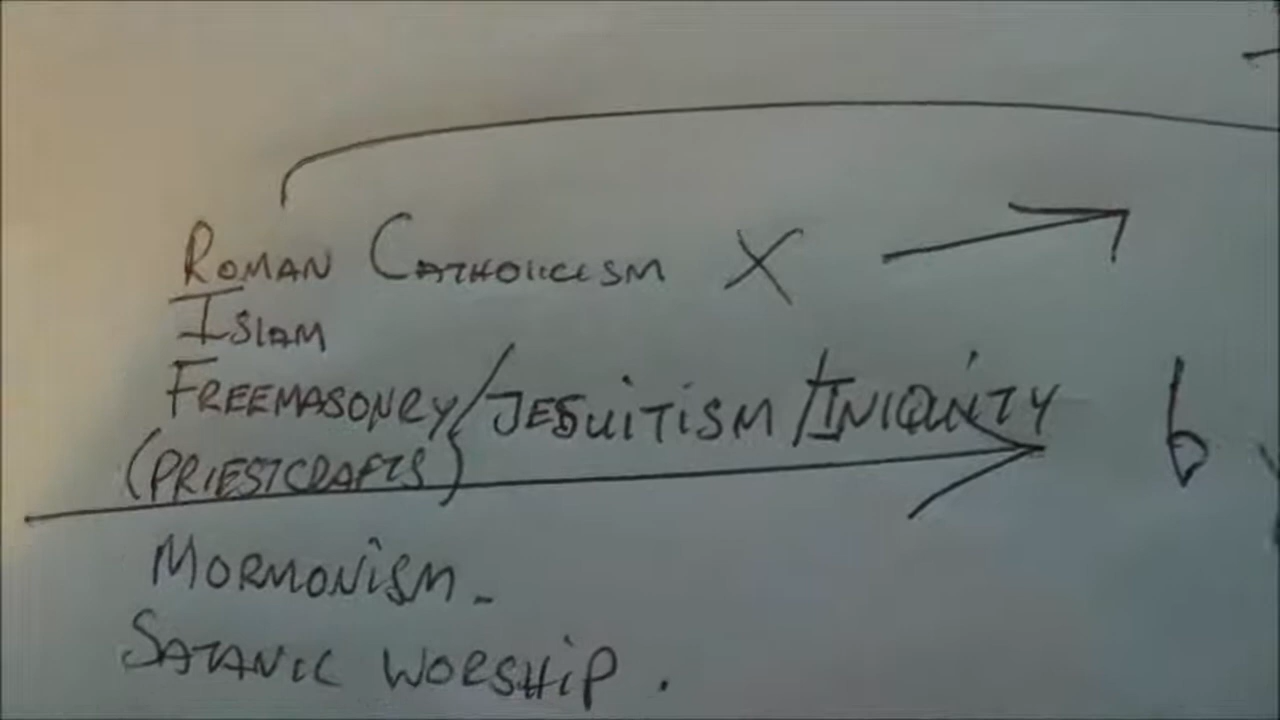 ROMAN CATHOLICISM X
ISLAM
FREEMASONRY/JESUITISM/INIQUITY
(PRIESTCRAFTS)
6
MORMONISM.
SATANIC WORSHIP.